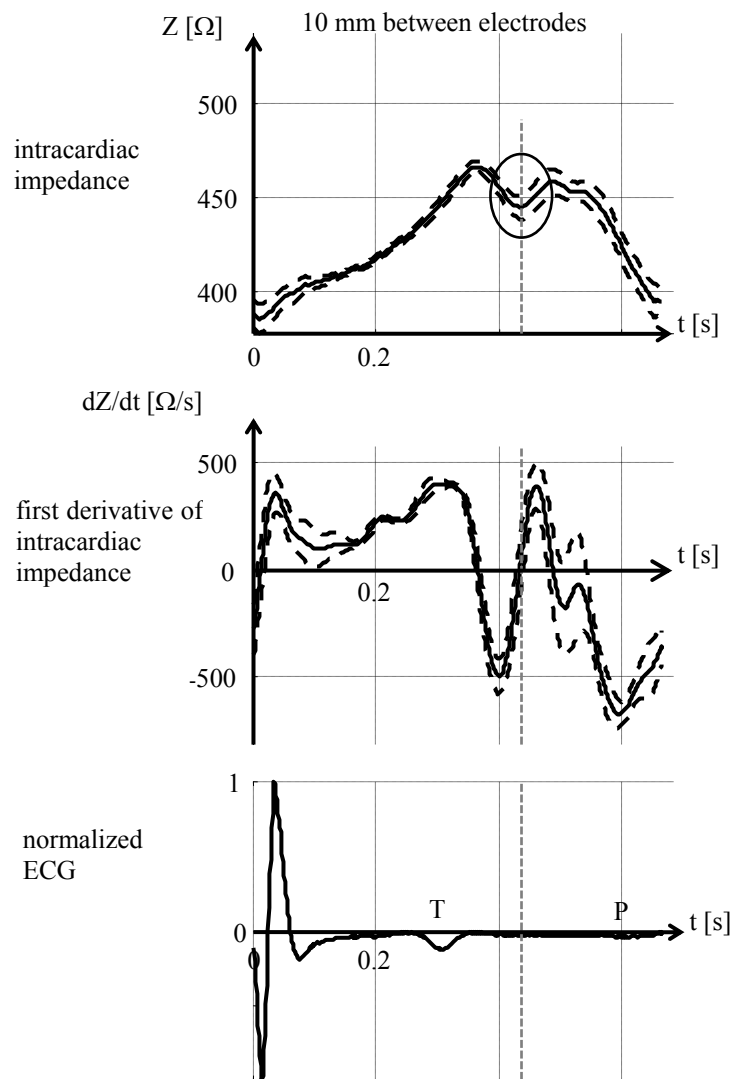 Z [Ω]
10 mm between electrodes
500
intracardiac
impedance
450
400
t [s]
0
0.2
dZ/dt [Ω/s]
500
first derivative of
intracardiac
impedance
t [s]
0
0.2
-500
1
normalized
ECG
T
P
t [s]
0
0
0.2